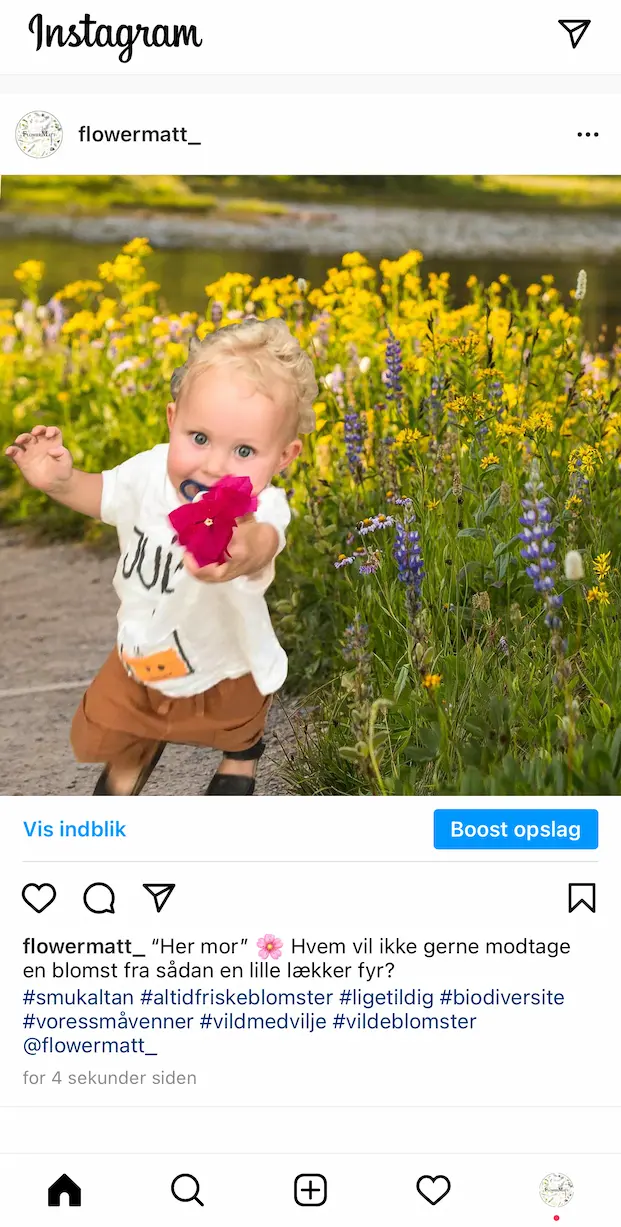 Instagram
flowermatt_
JUL
Vis indblik
Boost opslag
flowermatt_ “Her mor” 🌸 Hvem vil ikke gerne modtage
en blomst fra sådan en lille lækker fyr?
#smukaltan #altidfriskeblomster #ligetildig #biodiversite
#voressmåvenner #vildmedvilje #vildeblomster
@flowermatt_
for 4 sekunder siden